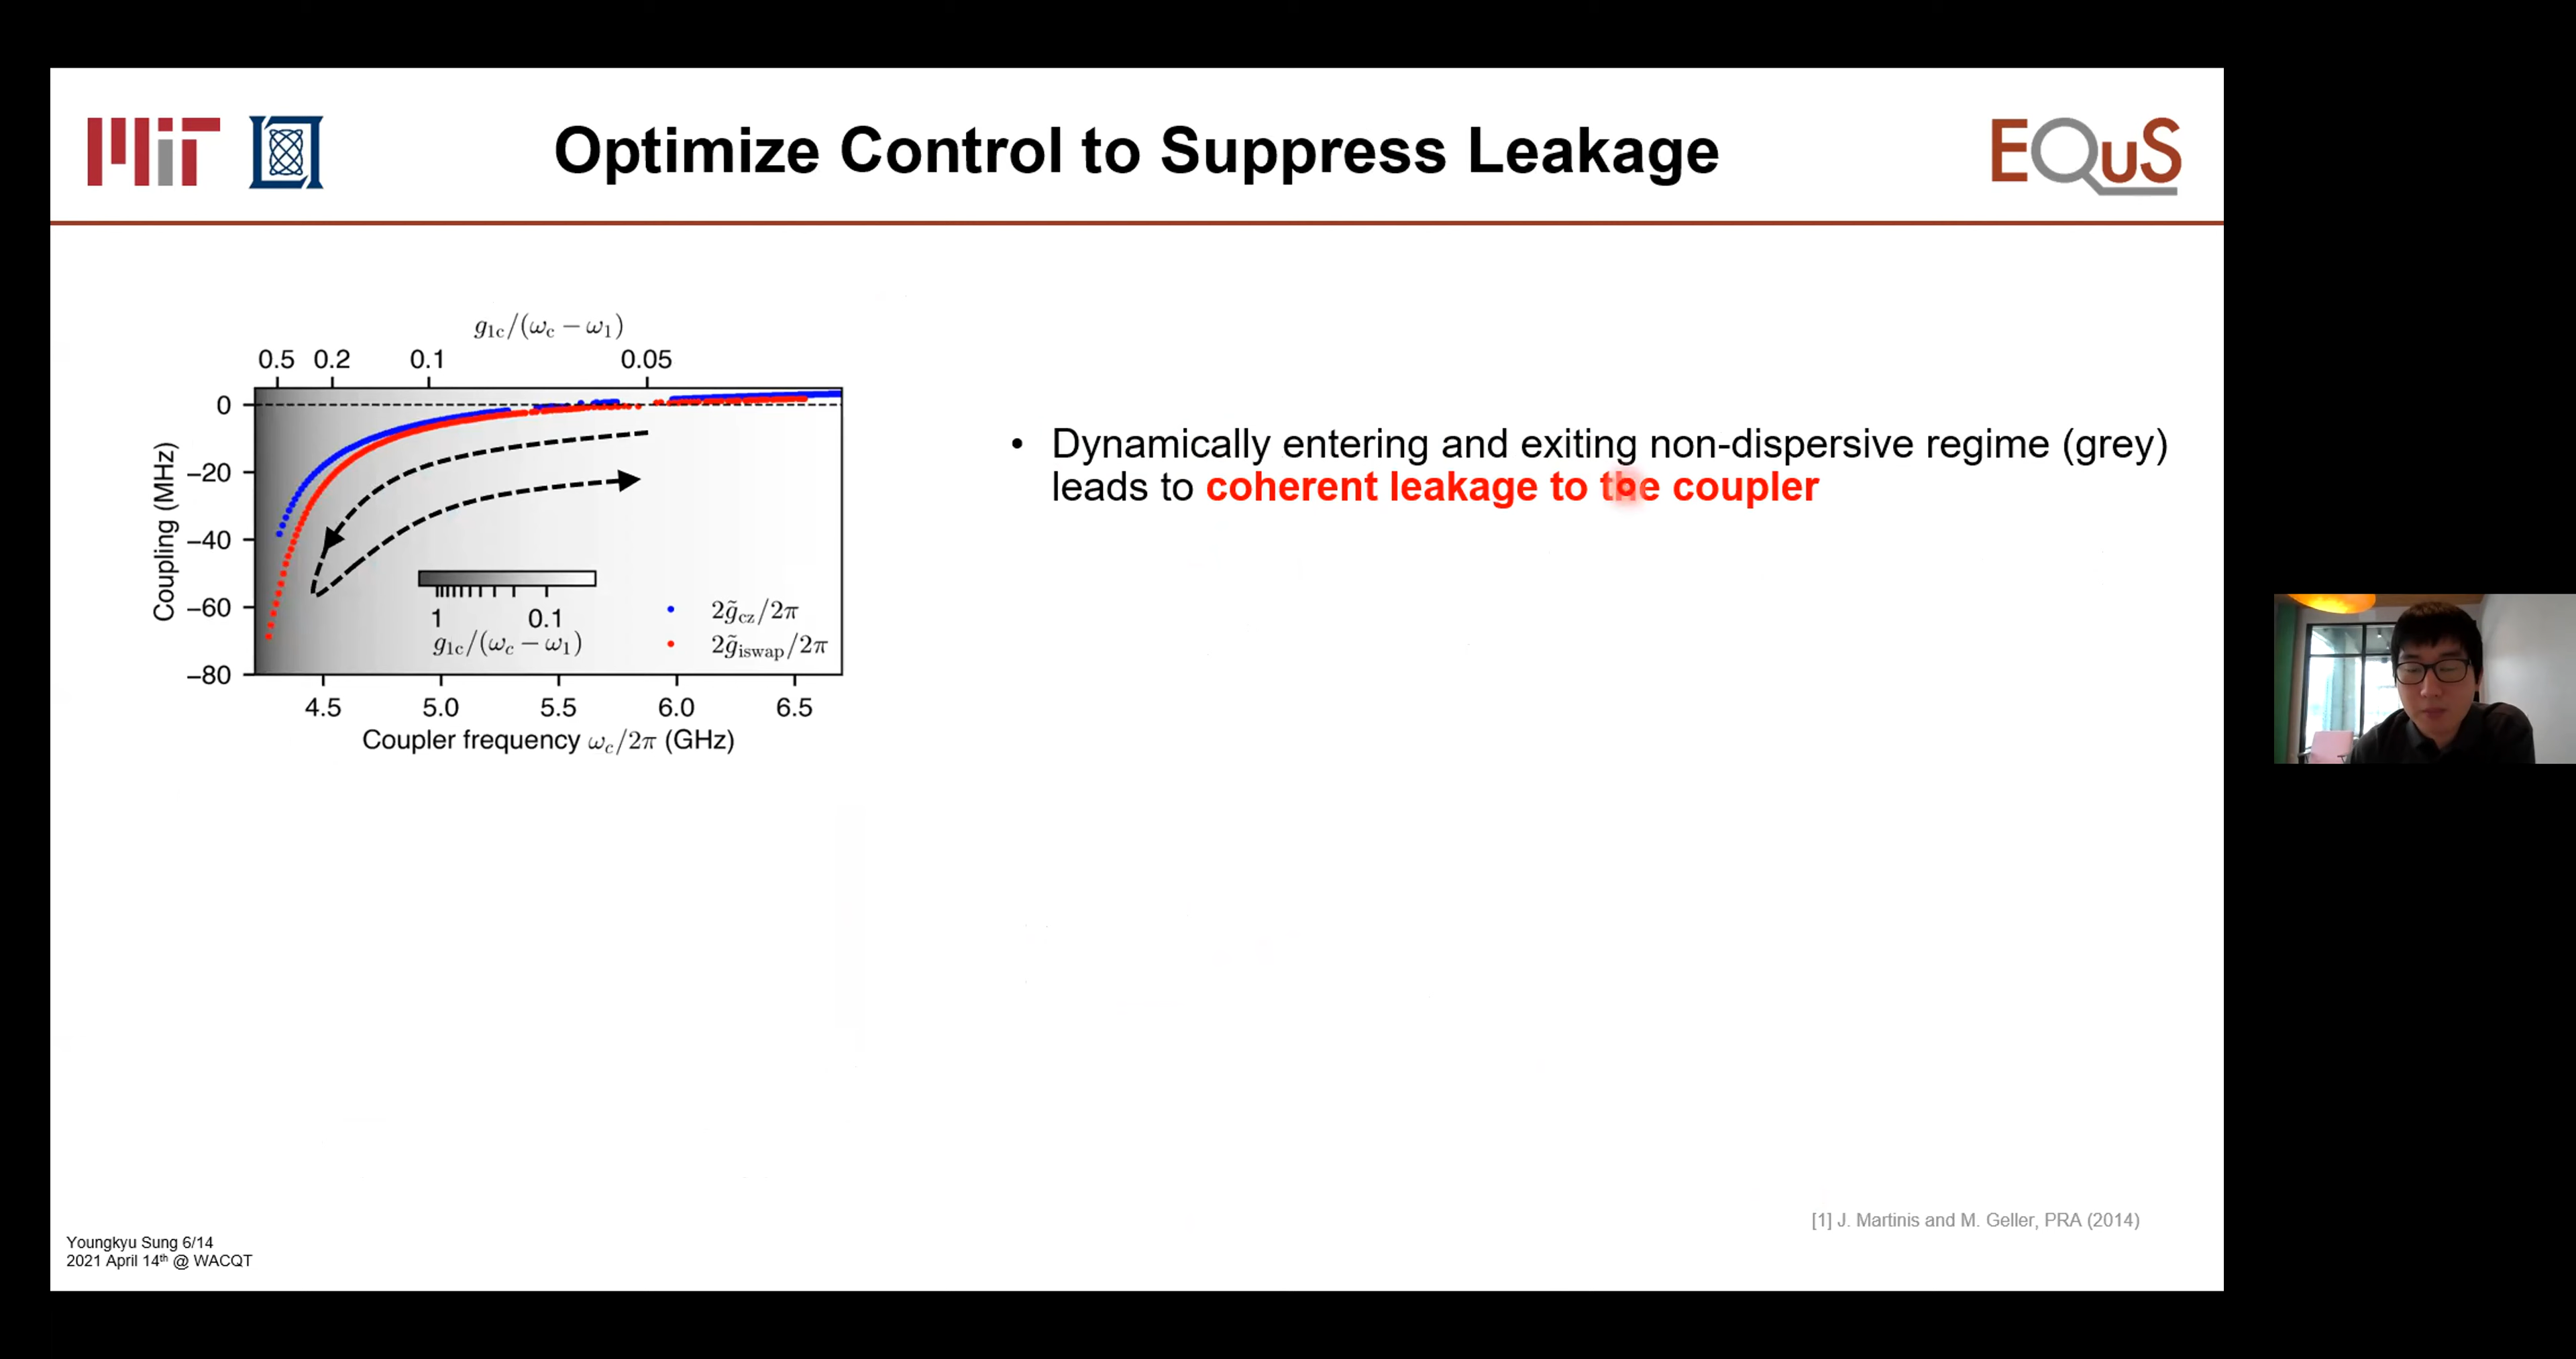 MIT
Optimize Control to Suppress Leakage
EQuS
g₁c/(ωc − ω₁)
0.5 0.2 0.1 0.05
0
−20
−40
−60
−80
Coupling (MHz)
1 0.1
g₁c/(ωc − ω₁)
2g̃cz/2π
2g̃iswap/2π
4.5 5.0 5.5 6.0 6.5
Coupler frequency ωc/2π (GHz)
• Dynamically entering and exiting non-dispersive regime (grey)
leads to coherent leakage to the coupler
[1] J. Martinis and M. Geller, PRA (2014)
Youngkyu Sung 6/14
2021 April 14th @ WACQT